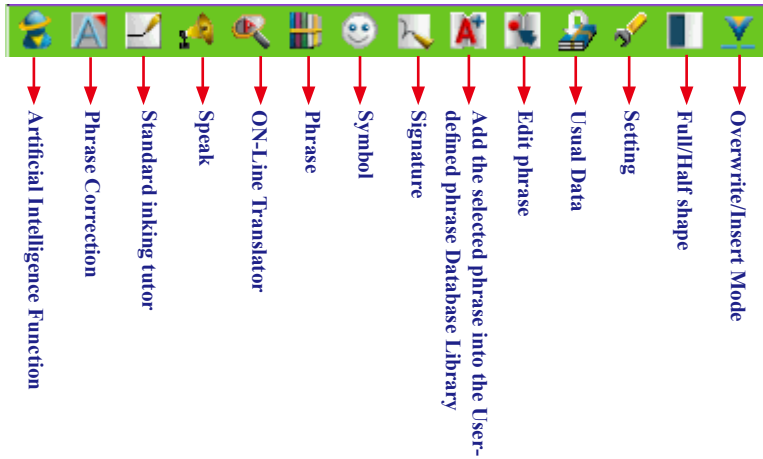 Artificial Intelligence Function
Phrase Correction
Standard inking tutor
Speak
ON-Line Translator
Phrase
Symbol
Signature
Add the selected phrase into the User-
defined phrase Database Library
Edit phrase
Usual Data
Setting
Full/Half shape
Overwrite/Insert Mode